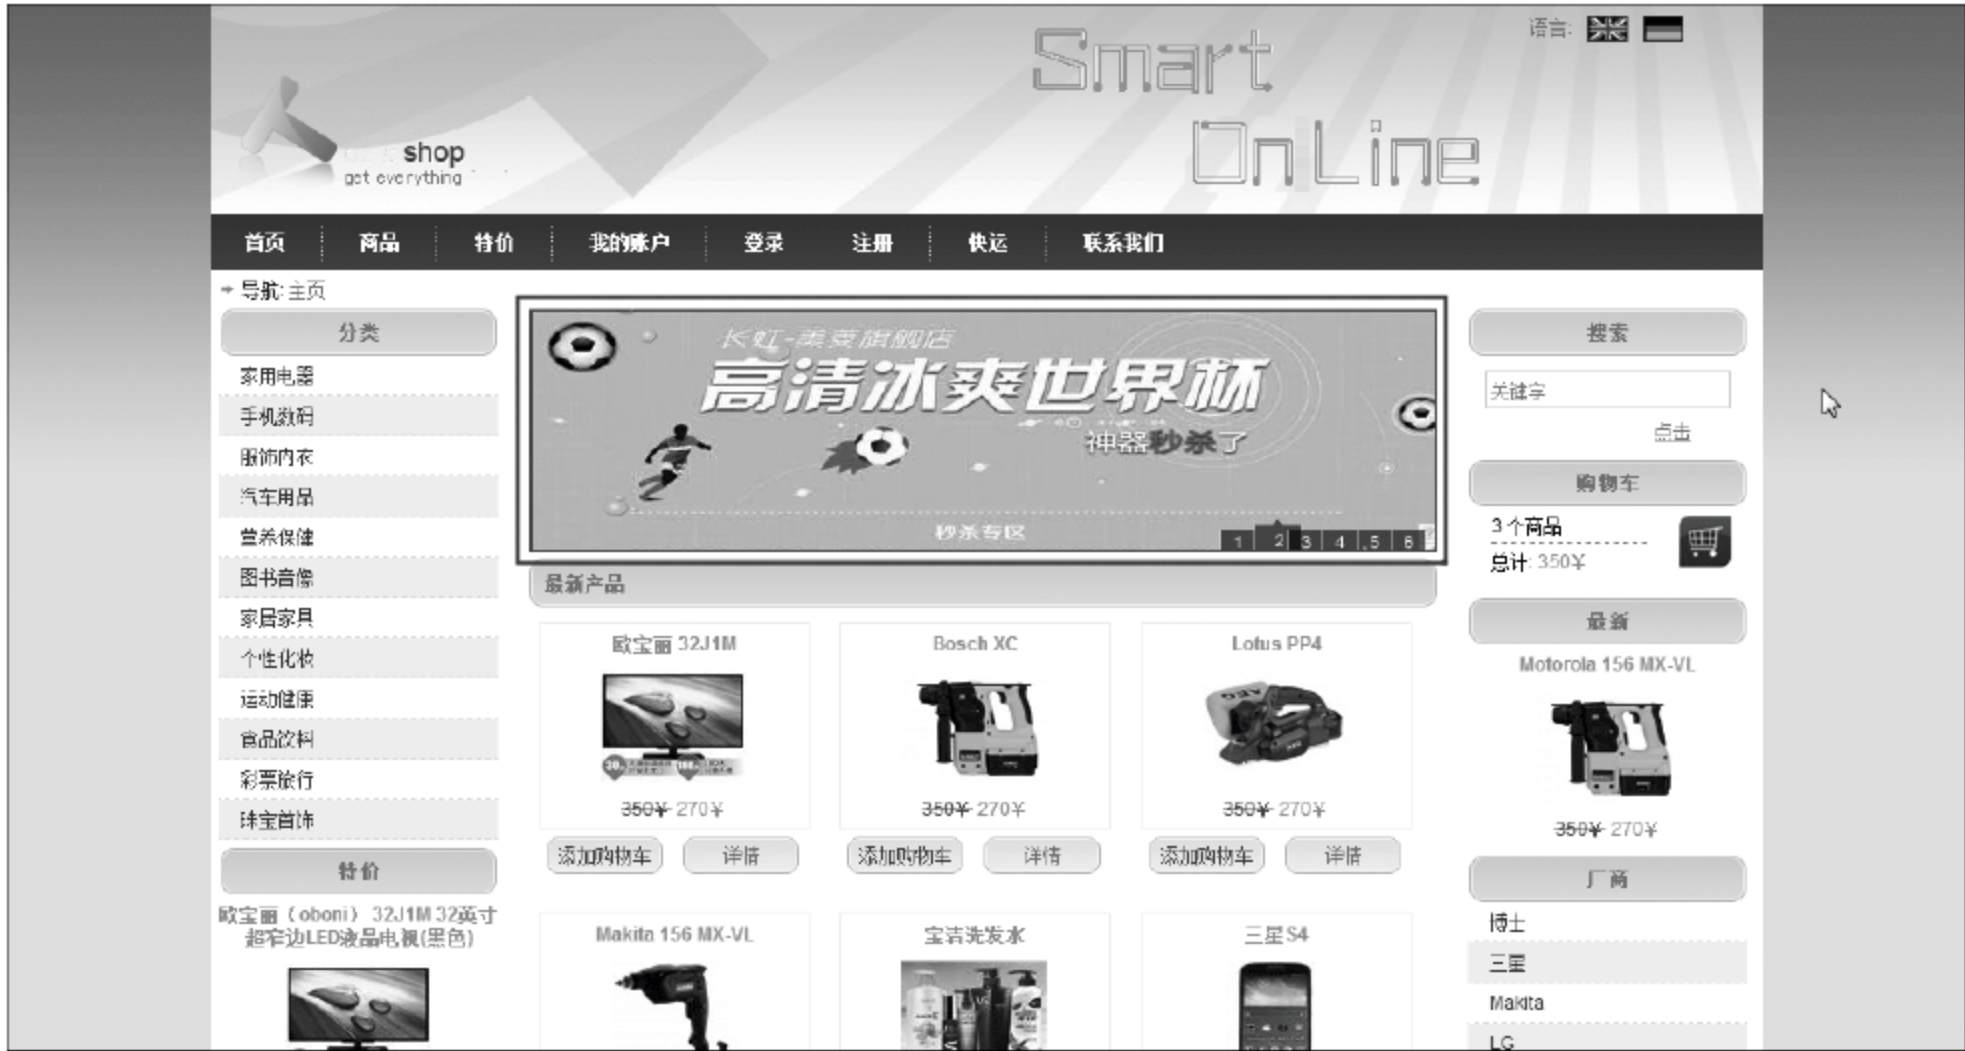 语言:
Smart
OnLine
shop
get everything
首页
商品
特价
我的账户
登录
注册
快运
联系我们
导航: 主页
分类
家用电器
手机数码
服饰内衣
汽车用品
营养保健
图书音像
家居家具
个性化妆
运动健康
食品饮料
彩票旅行
珠宝首饰
特价
欧宝丽（oboni） 32J1M 32英寸
超窄边LED液晶电视(黑色)
长虹-美菱旗舰店
高清冰爽世界杯
神器秒杀了
秒杀专区
1 2 3 4 5 6
最新产品
欧宝丽 32J1M
350¥ 270¥
添加购物车
详情
Bosch XC
350¥ 270¥
添加购物车
详情
Lotus PP4
AEG
350¥ 270¥
添加购物车
详情
Makita 156 MX-VL
宝洁洗发水
三星S4
搜索
关键字
点击
购物车
3 个商品
总计: 350¥
最新
Motorola 156 MX-VL
350¥ 270¥
厂商
博士
三星
Makita
LG